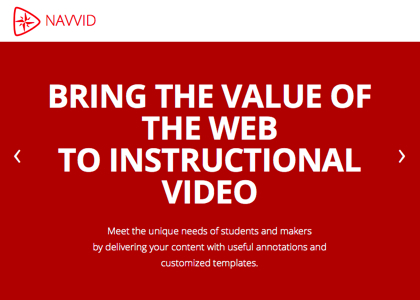 NAVVID
BRING THE VALUE OF
THE WEB
TO INSTRUCTIONAL
VIDEO
Meet the unique needs of students and makers
by delivering your content with useful annotations and
customized templates.